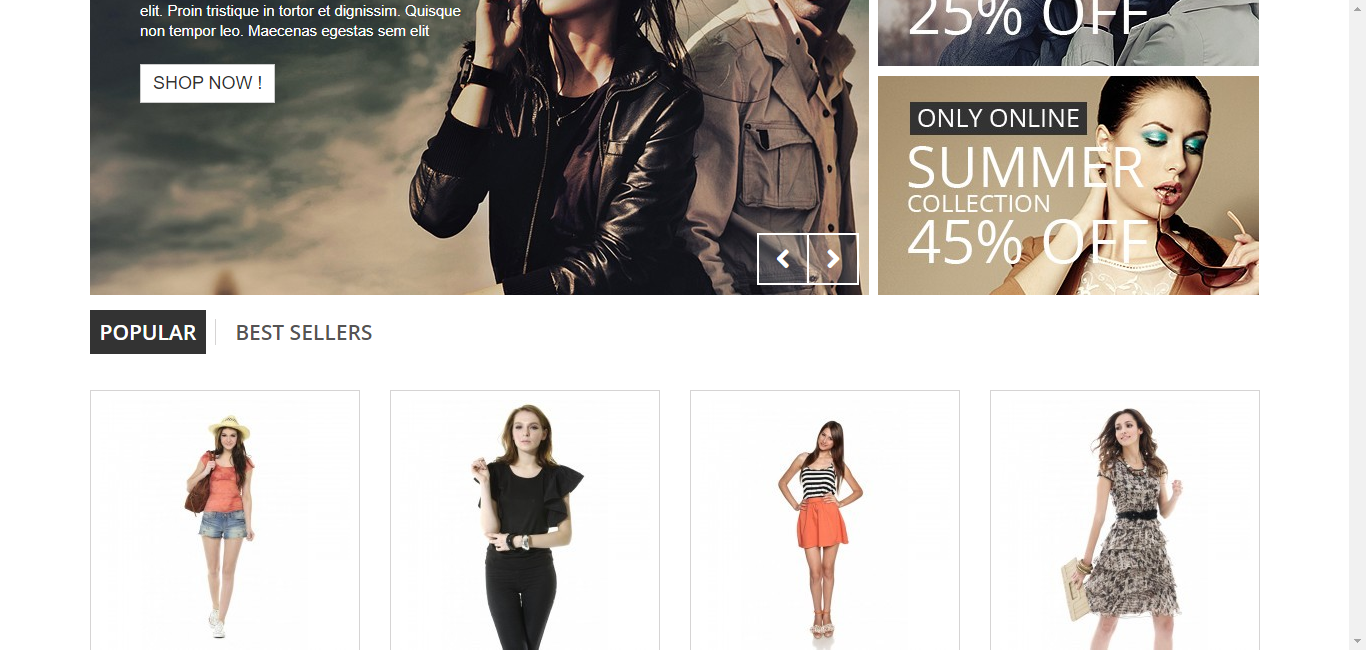 elit. Proin tristique in tortor et dignissim. Quisque
non tempor leo. Maecenas egestas sem elit
SHOP NOW !
25% OFF
ONLY ONLINE
SUMMER
COLLECTION
45% OFF
POPULAR
BEST SELLERS